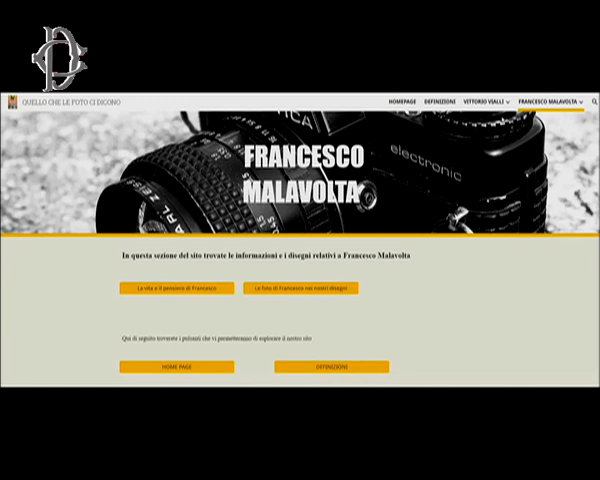 QUELLO CHE LE FOTO CI DICONO
HOMEPAGE DEFINIZIONI VITTORIO VIALLI FRANCESCO MALAVOLTA
CA
electronic
FRANCESCO
MALAVOLTA
In questa sezione del sito trovate le informazioni e i disegni relativi a Francesco Malavolta
La vita e il pensiero di Francesco La foto di Francesco nei nostri disegni
Qui di seguito troverete i pulsanti che vi permetteranno di esplorare il nostro sito
HOME PAGE DEFINIZIONI